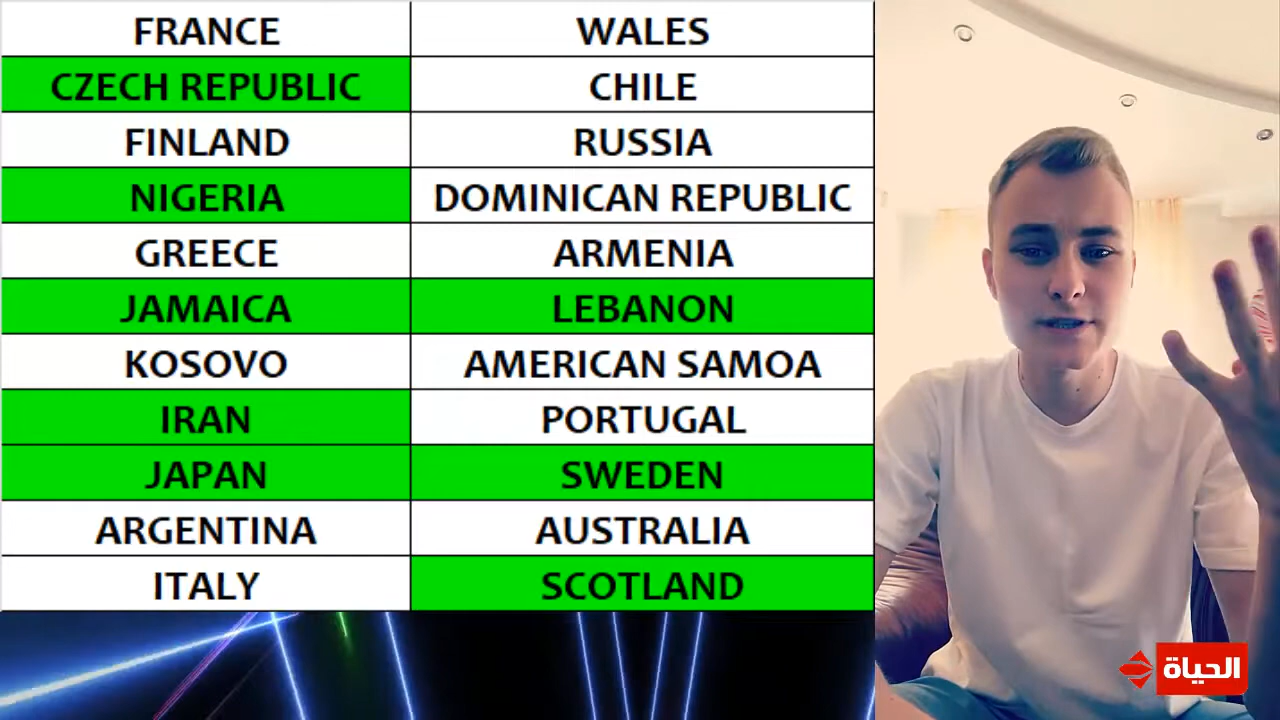 FRANCE WALES
CZECH REPUBLIC CHILE
FINLAND RUSSIA
NIGERIA DOMINICAN REPUBLIC
GREECE ARMENIA
JAMAICA LEBANON
KOSOVO AMERICAN SAMOA
IRAN PORTUGAL
JAPAN SWEDEN
ARGENTINA AUSTRALIA
ITALY SCOTLAND
الحياة